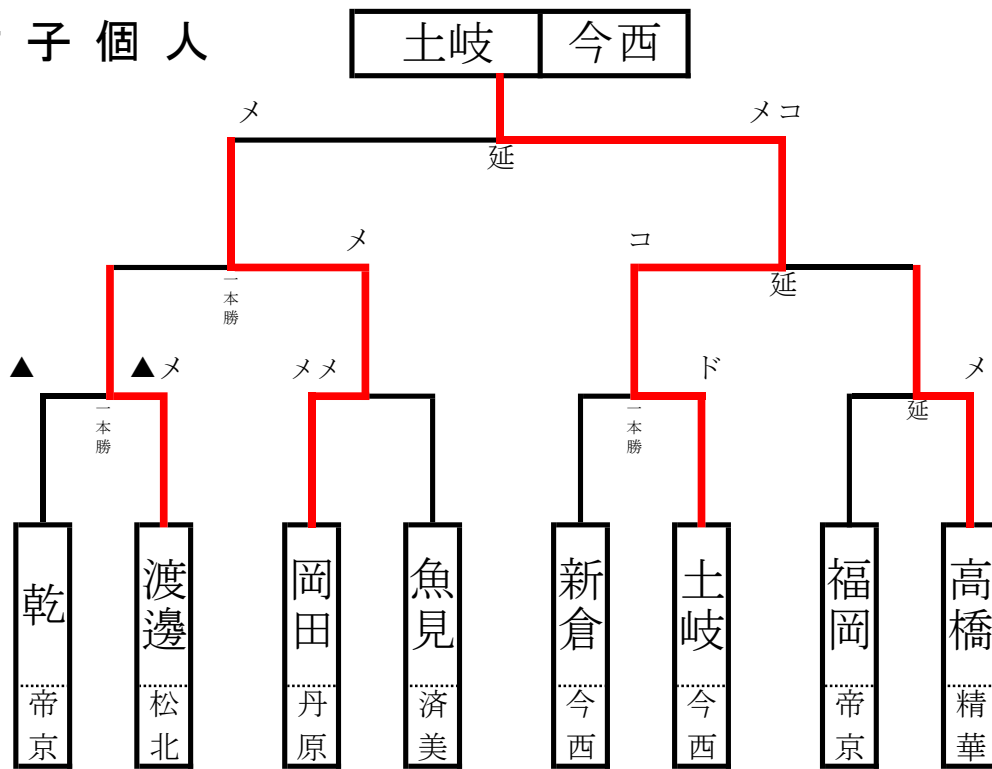 子個人
土岐 今西
メ メコ
延
メ コ
一本勝 延
▲ ▲メ メメ ド メ
一本勝 一本勝 延
乾 渡邊 岡田 魚見 新倉 土岐 福岡 高橋
帝京 松北 丹原 済美 今西 今西 帝京 精華